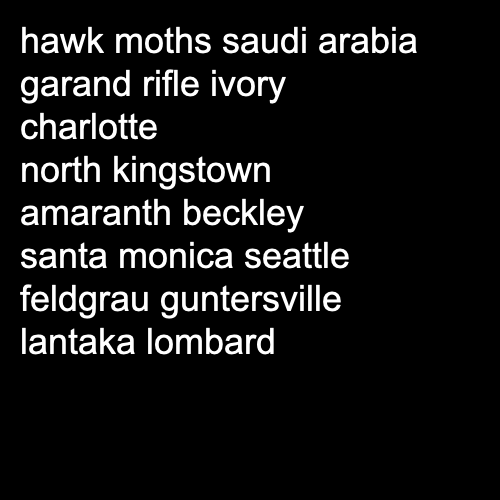 hawk moths saudi arabia
garand rifle ivory
charlotte
north kingstown
amaranth beckley
santa monica seattle
feldgrau guntersville
lantaka lombard